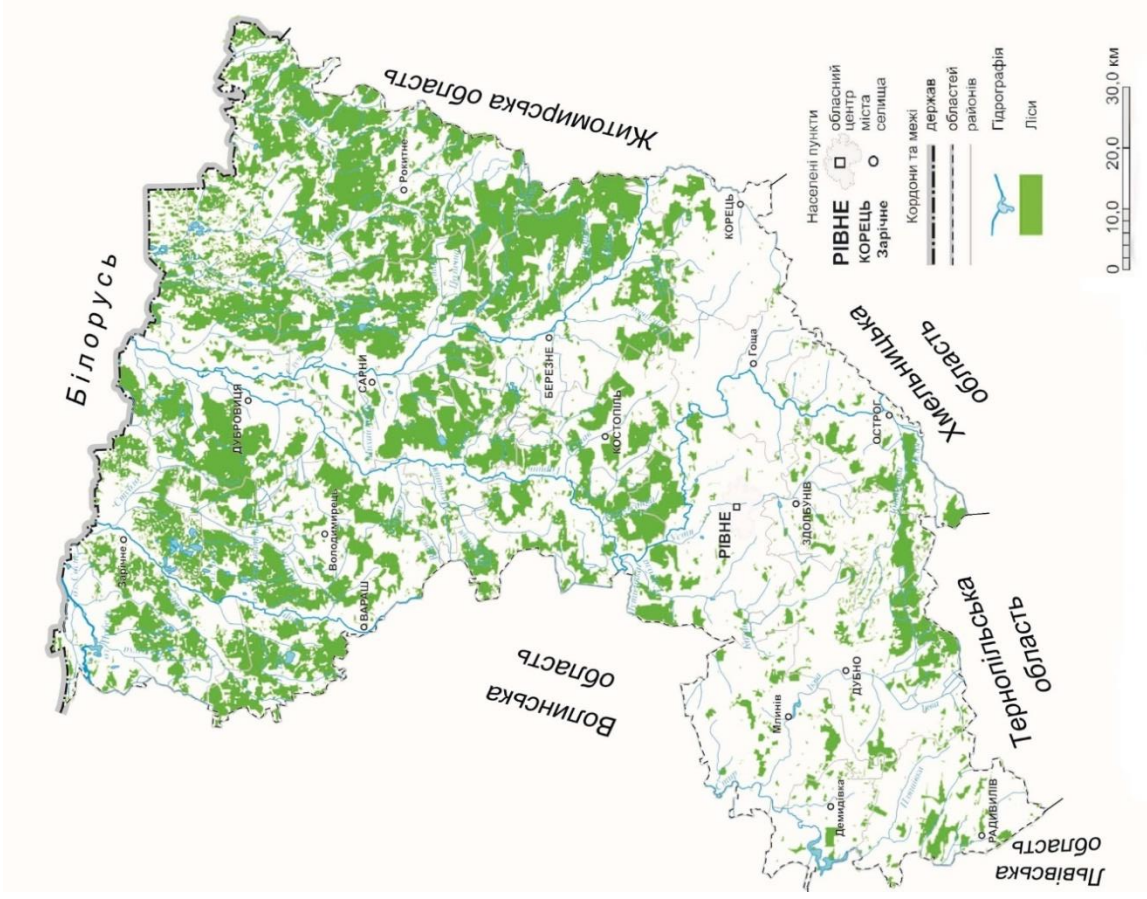 Білорусь
Житомирська область
Хмельницька
область
Тернопільська
область
Львівська
область
Волинська
область
Зарічне
ДУБРОВИЦЯ
Володимирець
ВАРАШ
САРНИ
Рокитне
БЕРЕЗНЕ
КОСТОПІЛЬ
КОРЕЦЬ
Гоща
РІВНЕ
ЗДОЛБУНІВ
ОСТРОГ
Млинів
ДУБНО
Демидівка
РАДИВИЛІВ
Населені пункти
РІВНЕ обласний центр
КОРЕЦЬ міста
Зарічне селища
Кордони та межі
держав
областей
районів
Гідрографія
Ліси
0 10,0 20,0 30,0 км